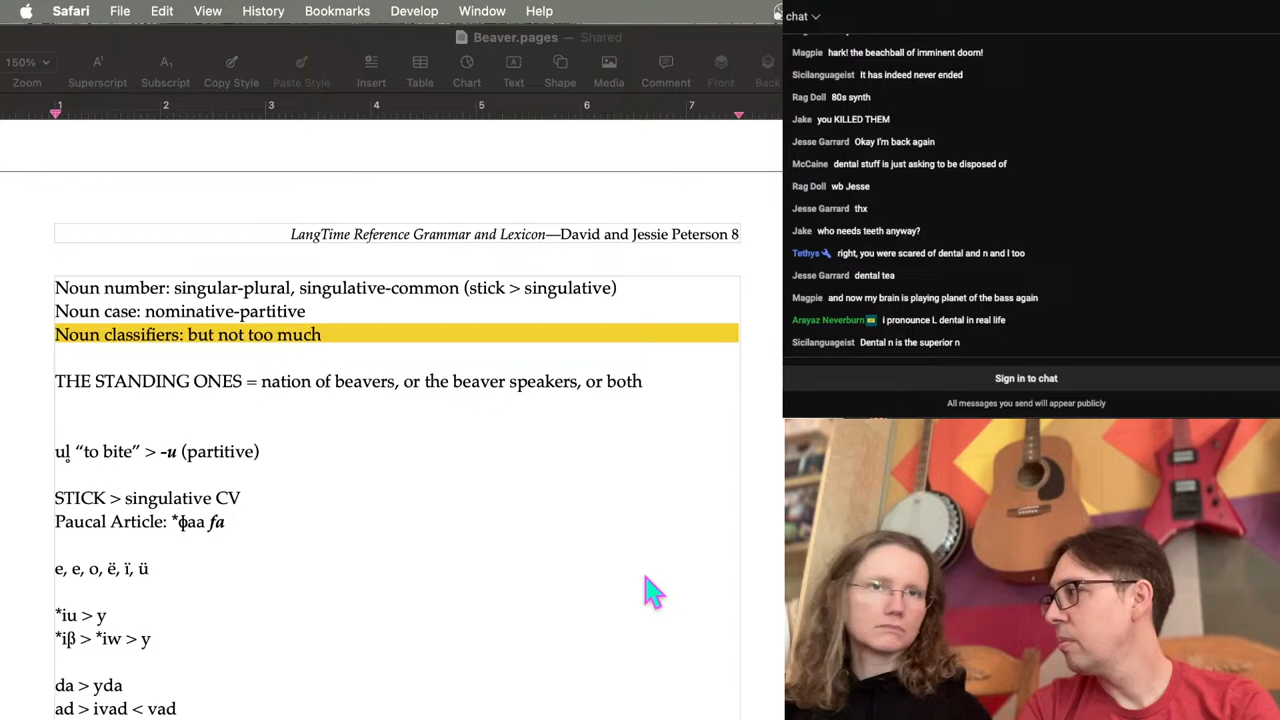 Safari File Edit View History Bookmarks Develop Window Help
Beaver.pages — Shared
150%
Zoom Superscript Subscript Copy Style Paste Style Insert Table Chart Text Shape Media Comment Front Back
1 2 3 4 5 6 7
LangTime Reference Grammar and Lexicon—David and Jessie Peterson 8
Noun number: singular-plural, singulative-common (stick > singulative)
Noun case: nominative-partitive
Noun classifiers: but not too much
THE STANDING ONES = nation of beavers, or the beaver speakers, or both
ul̥ “to bite” > -u (partitive)
STICK > singulative CV
Paucal Article: *ɸaa fa
e, e, o, ë, ï, ü
*iu > y
*iβ > *iw > y
da > yda
ad > ivad < vad
chat
Magpie hark! the beachball of imminent doom!
Sicilanguageist It has indeed never ended
Rag Doll 80s synth
Jake you KILLED THEM
Jesse Garrard Okay I'm back again
McCaine dental stuff is just asking to be disposed of
Rag Doll wb Jesse
Jesse Garrard thx
Jake who needs teeth anyway?
Tethys right, you were scared of dental and n and l too
Jesse Garrard dental tea
Magpie and now my brain is playing planet of the bass again
Arayaz Neverburn i pronounce L dental in real life
Sicilanguageist Dental n is the superior n
Sign in to chat
All messages you send will appear publicly